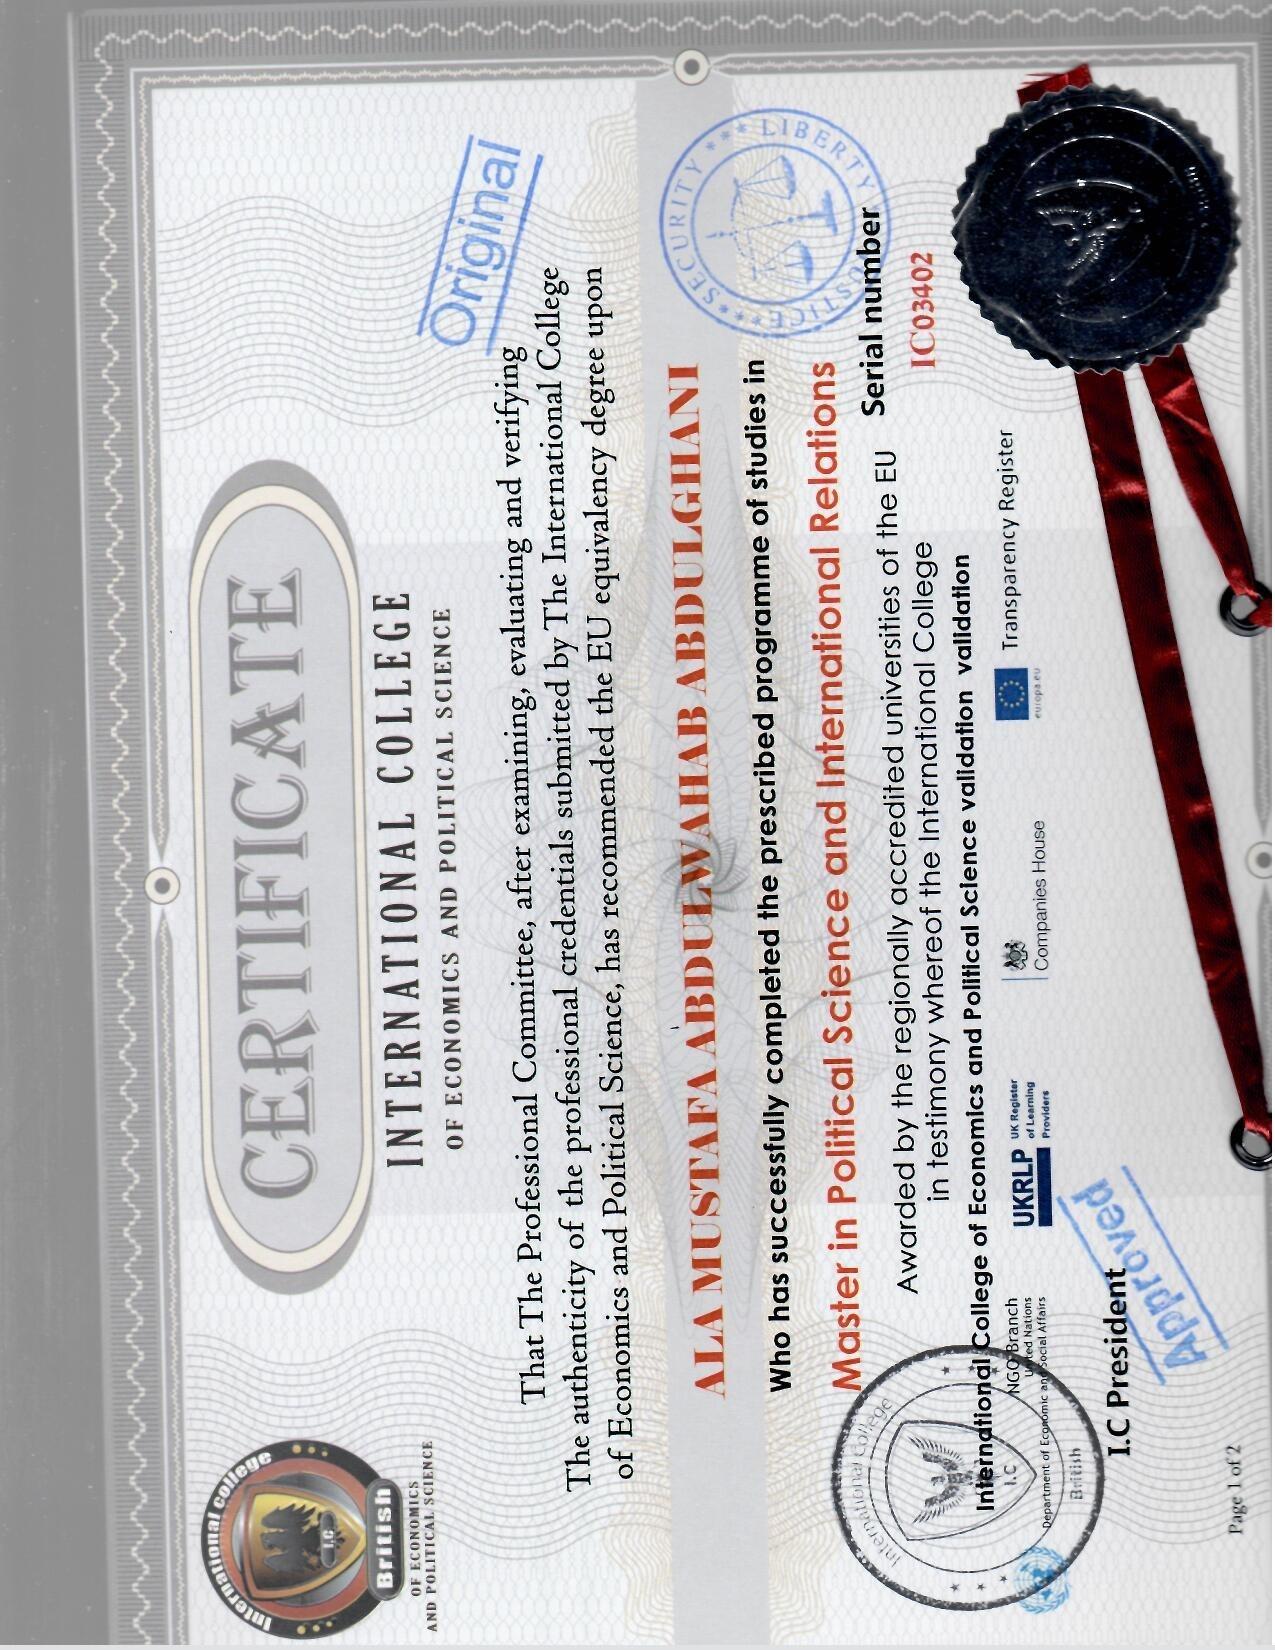 International college
I.C
British
OF ECONOMICS
AND POLITICAL SCIENCE
CERTIFICATE
INTERNATIONAL COLLEGE
OF ECONOMICS AND POLITICAL SCIENCE
Original
That The Professional Committee, after examining, evaluating and verifying
The authenticity of the professional credentials submitted by The International College
of Economics and Political Science, has recommended the EU equivalency degree upon
ALA MUSTAFA ABDULWAHAB ABDULGHANI
Who has successfully completed the prescribed programme of studies in
Master in Political Science and International Relations
SECURITY
LIBERTY
JUSTICE
Awarded by the regionally accredited universities of the EU
in testimony whereof the International College
Serial number
IC03402
International College of Economics and Political Science validation validation
International College
I.C
British
NGO Branch
United Nations
Department of Economic and Social Affairs
UKRLP
UK Register
of Learning
Providers
Companies House
europa.eu
Transparency Register
I.C President
Approved
Page 1 of 2